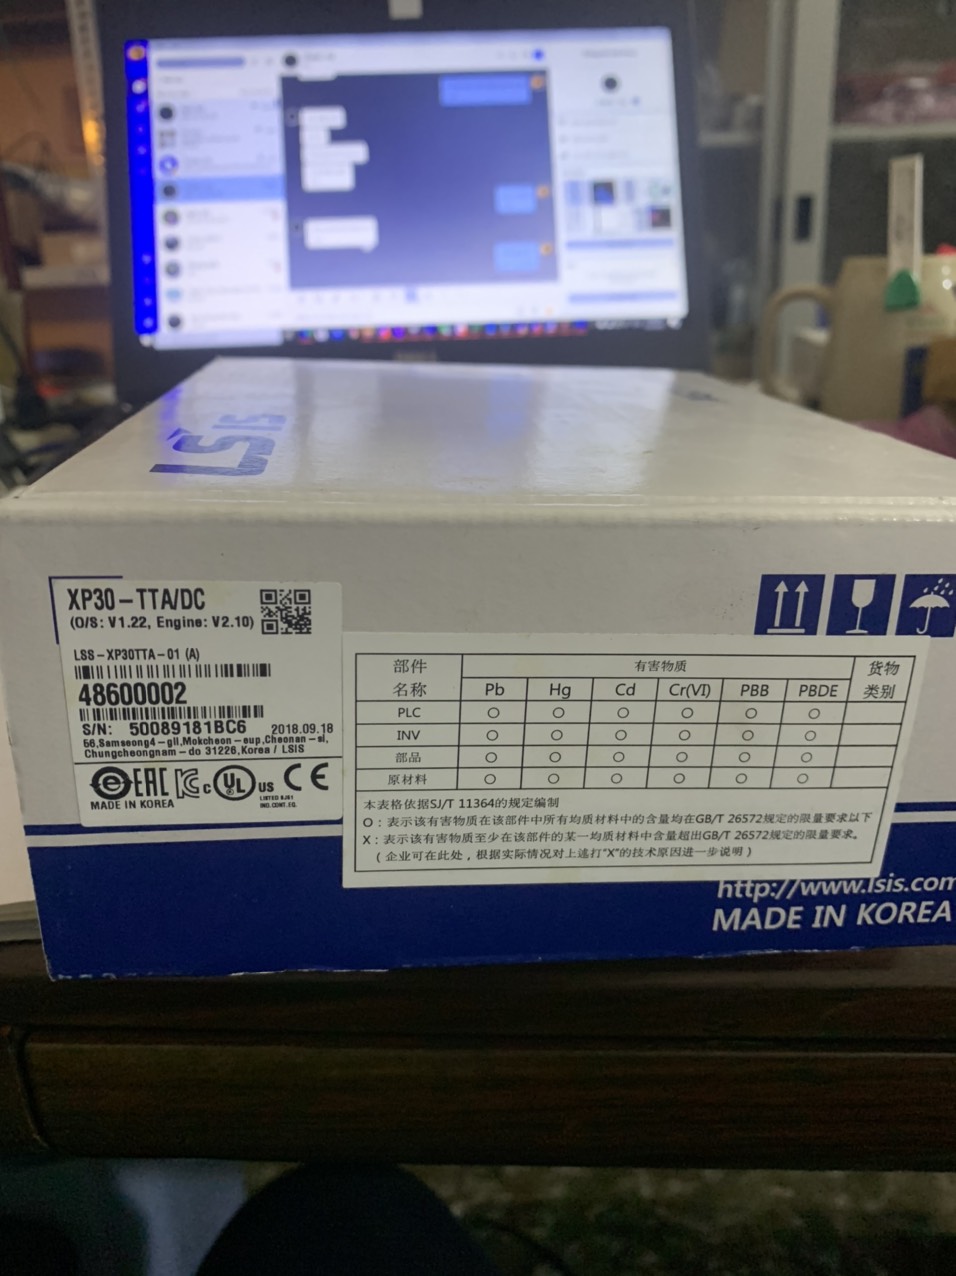 LSIS
XP30-TTA/DC
(O/S: V1.22, Engine: V2.10)
LSS-XP30TTA-01 (A)
48600002
S/N: 50089181BC6 2018.09.18
56,Samseong4-gil,Mokcheon-eup,Cheonan-si,
Chungcheongnam-do 31226,Korea / LSIS
EAC
c UL US CE
MADE IN KOREA
LISTED
IND.CONT.EQ.
部件名称 有害物质 货物类别
Pb Hg Cd Cr(VI) PBB PBDE
PLC O O O O O O
INV O O O O O O
部品 O O O O O O
原材料 O O O O O O
本表格依据SJ/T 11364的规定编制
O：表示该有害物质在该部件中所有均质材料中的含量均在GB/T 26572规定的限量要求以下
X：表示该有害物质至少在该部件的某一均质材料中含量超出GB/T 26572规定的限量要求。
（企业可在此处，根据实际情况对上述打“X”的技术原因进一步说明）
http://www.lsis.com
MADE IN KOREA